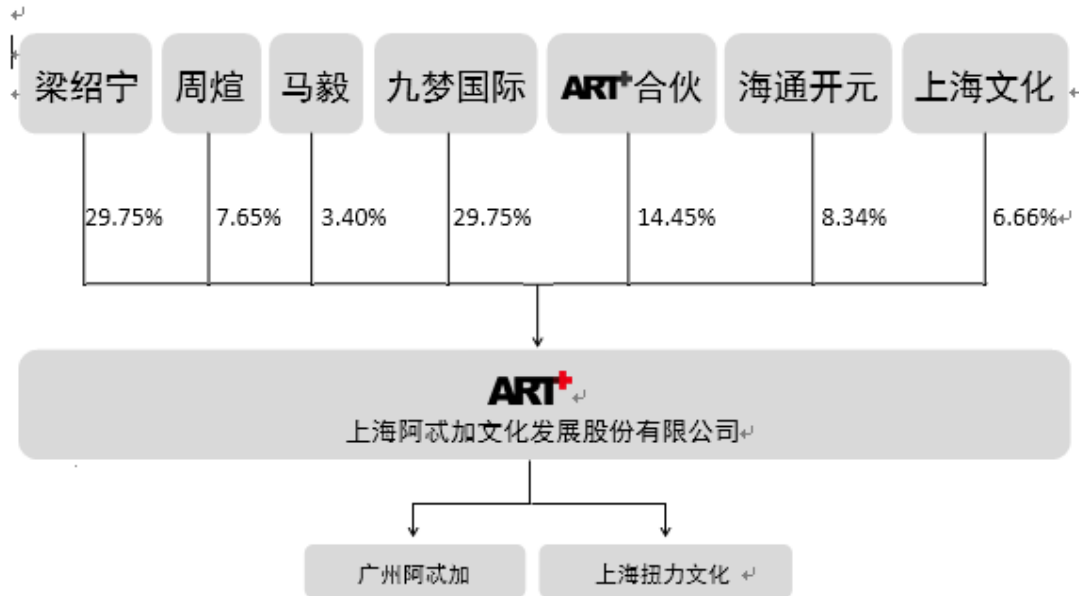 梁绍宁 周煊 马毅 九梦国际 ART+合伙 海通开元 上海文化
29.75% 7.65% 3.40% 29.75% 14.45% 8.34% 6.66%
ART+
上海阿忒加文化发展股份有限公司
广州阿忒加 上海扭力文化